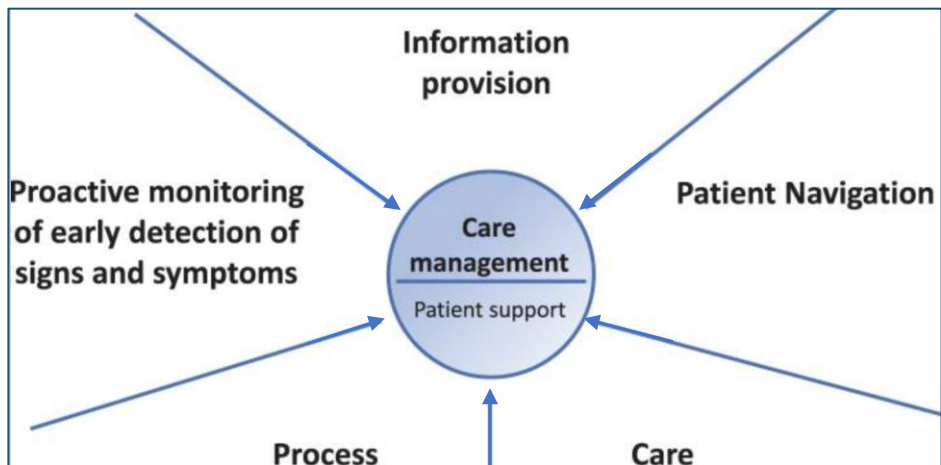 Information
provision
Proactive monitoring
of early detection of
signs and symptoms
Patient Navigation
Care
management
Patient support
Process
Care